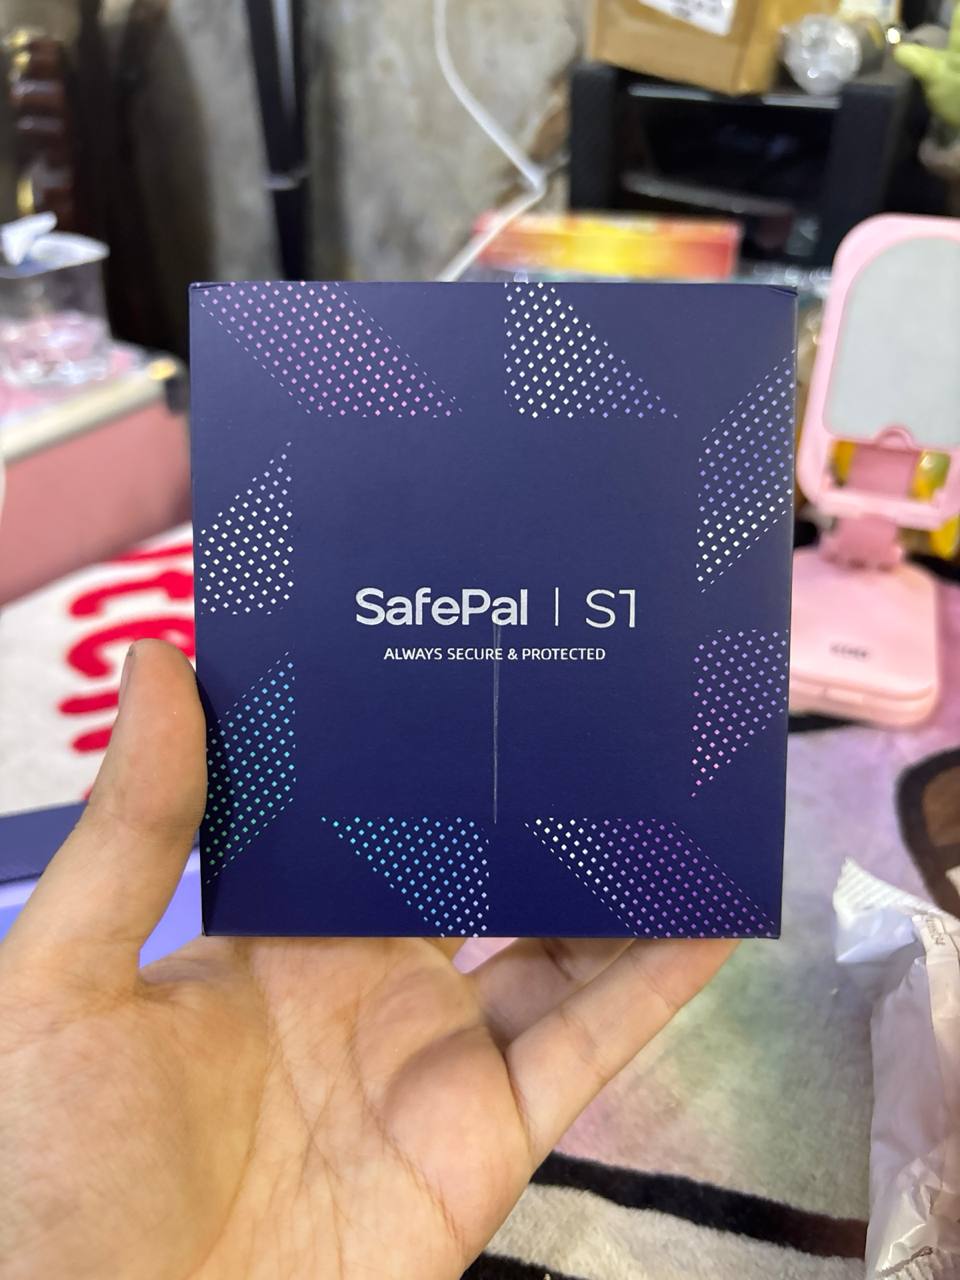 SafePal | S1
ALWAYS SECURE & PROTECTED